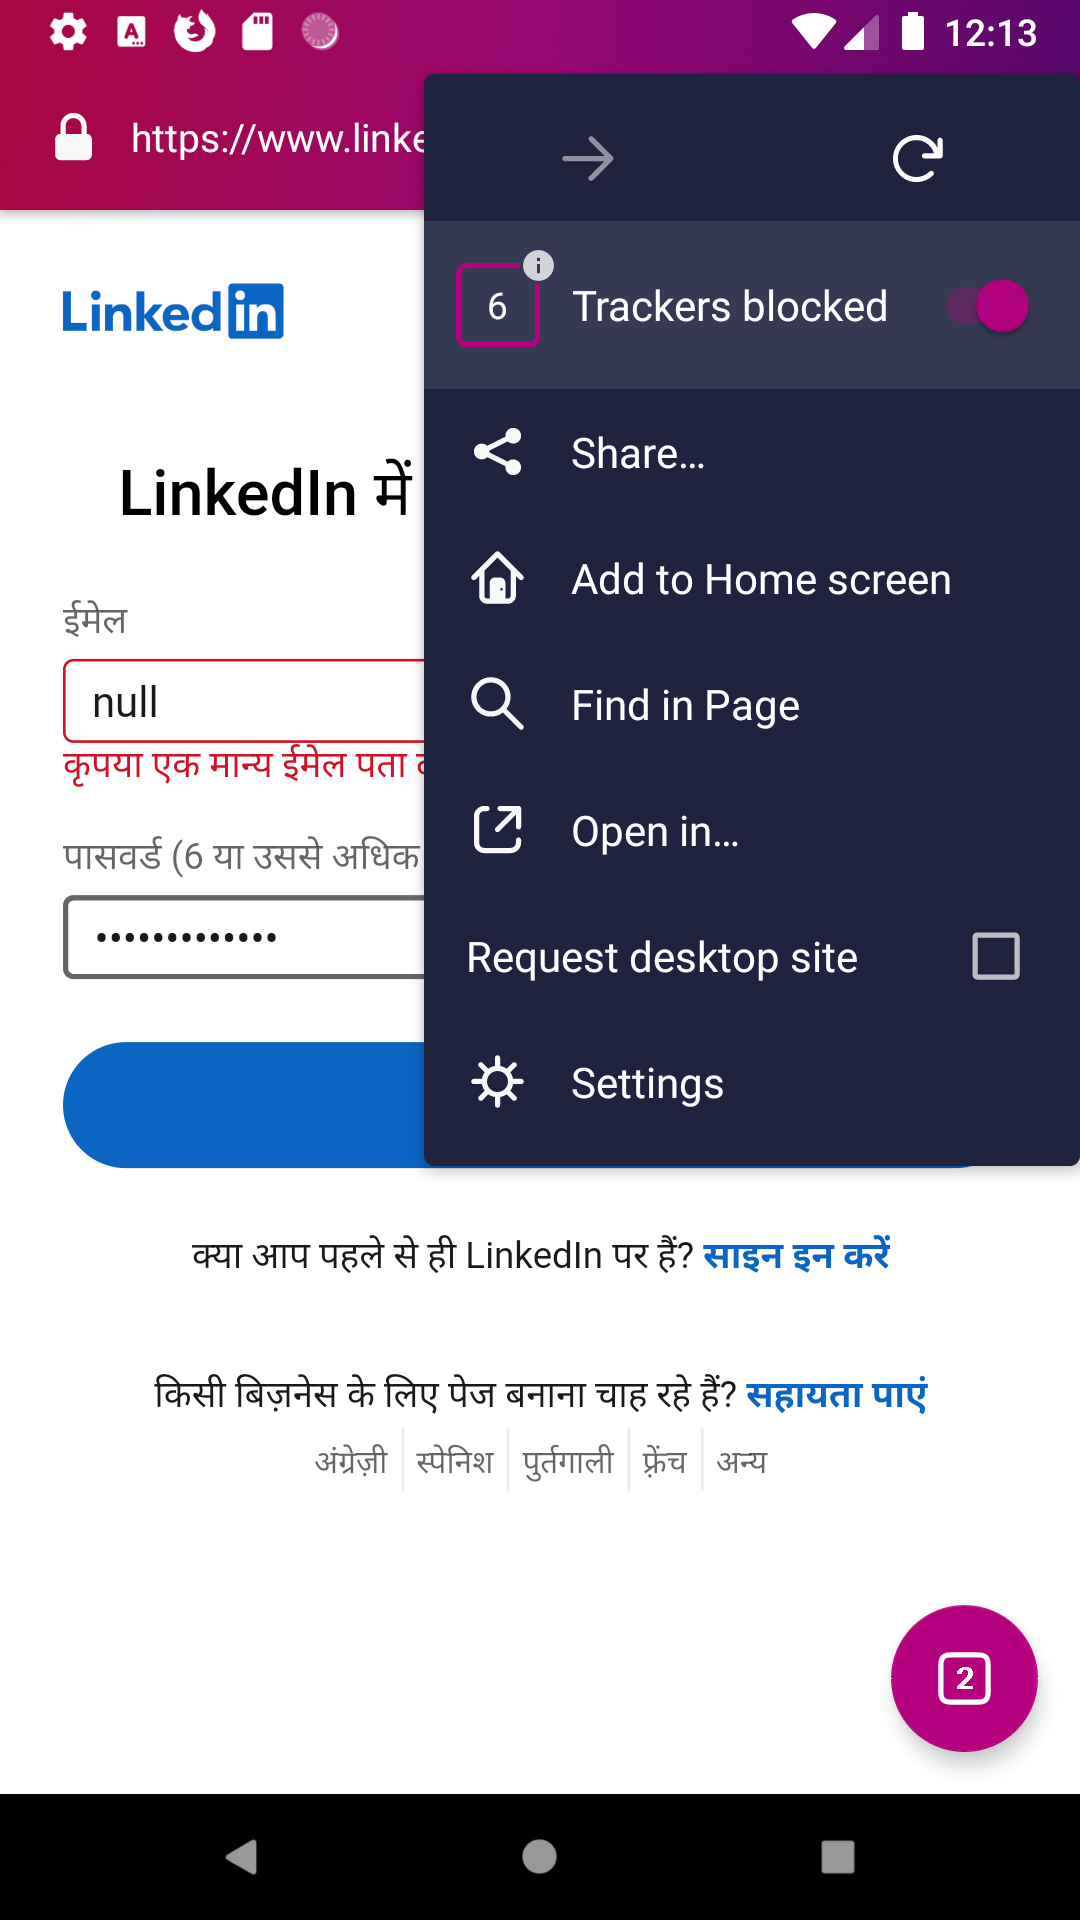 12:13
https://www.linke
6 Trackers blocked
Linkedin
Share...
LinkedIn में
Add to Home screen
ईमेल
null
Find in Page
कृपया एक मान्य ईमेल पता
पासवर्ड (6 या उससे अधिक
Open in...
•••••••••••••
Request desktop site
Settings
क्या आप पहले से ही LinkedIn पर हैं? साइन इन करें
किसी बिज़नेस के लिए पेज बनाना चाह रहे हैं? सहायता पाएं
अंग्रेज़ी स्पेनिश पुर्तगाली फ़्रेंच अन्य
2